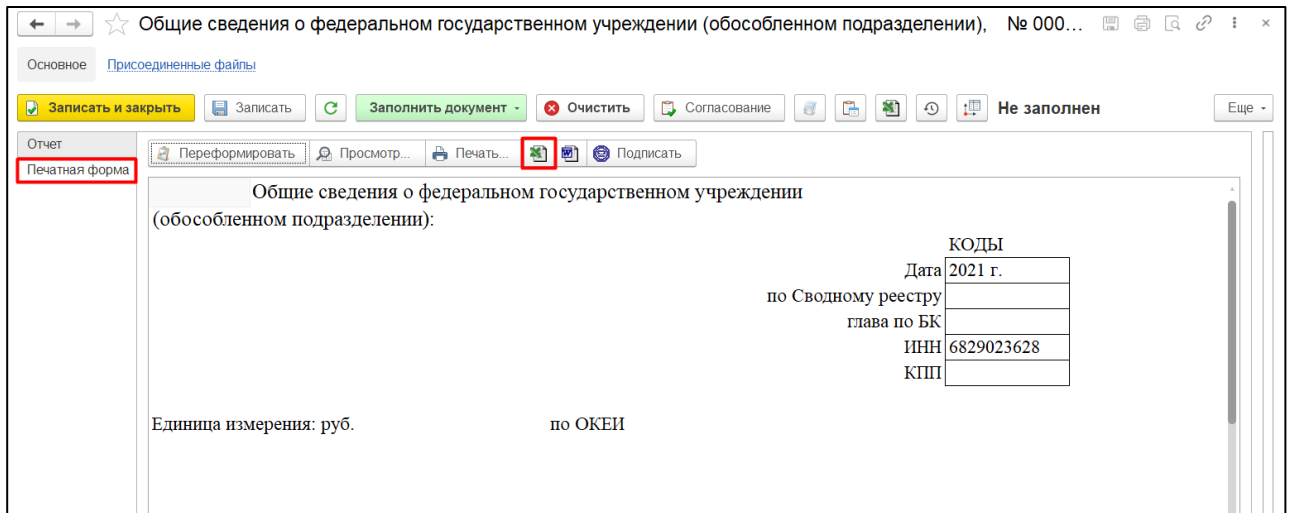 Общие сведения о федеральном государственном учреждении (обособленном подразделении), № 000...
Основное Присоединенные файлы
Записать и закрыть Записать Заполнить документ Очистить Согласование Не заполнен Еще
Отчет
Печатная форма
Переформировать Просмотр... Печать... Подписать
Общие сведения о федеральном государственном учреждении
(обособленном подразделении):
КОДЫ
Дата 2021 г.
по Сводному реестру
глава по БК
ИНН 6829023628
КПП
Единица измерения: руб. по ОКЕИ